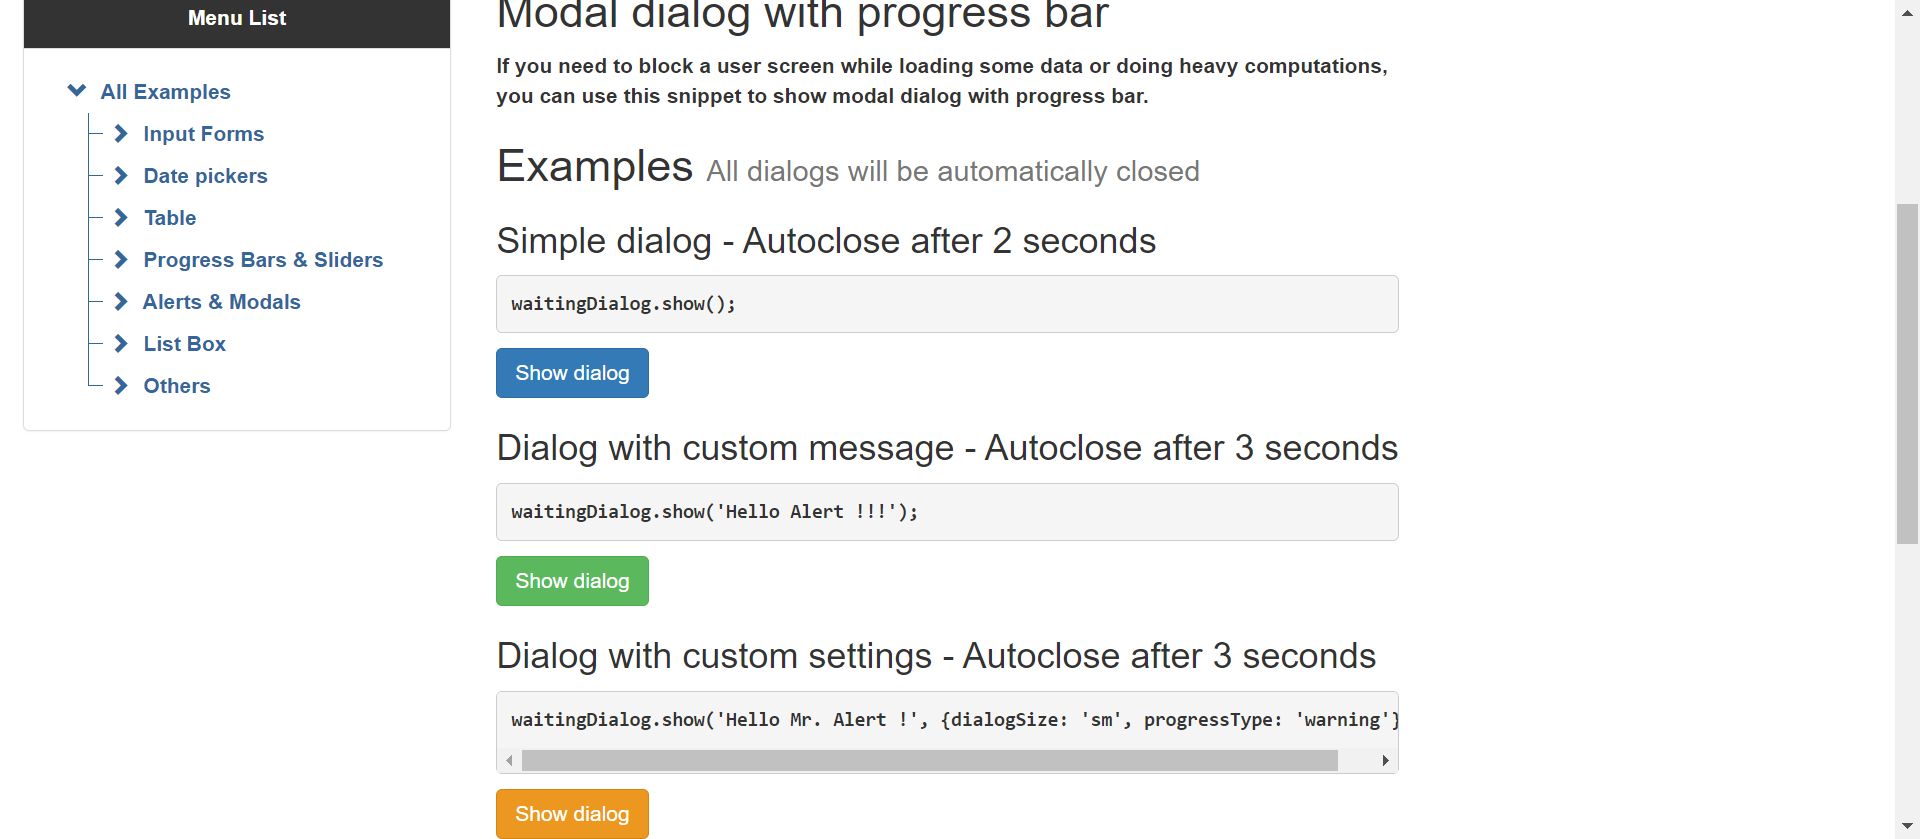 Menu List
All Examples
Input Forms
Date pickers
Table
Progress Bars & Sliders
Alerts & Modals
List Box
Others
Modal dialog with progress bar
If you need to block a user screen while loading some data or doing heavy computations,
you can use this snippet to show modal dialog with progress bar.
Examples All dialogs will be automatically closed
Simple dialog - Autoclose after 2 seconds
waitingDialog.show();
Show dialog
Dialog with custom message - Autoclose after 3 seconds
waitingDialog.show('Hello Alert !!!');
Show dialog
Dialog with custom settings - Autoclose after 3 seconds
waitingDialog.show('Hello Mr. Alert !', {dialogSize: 'sm', progressType: 'warning'}
Show dialog